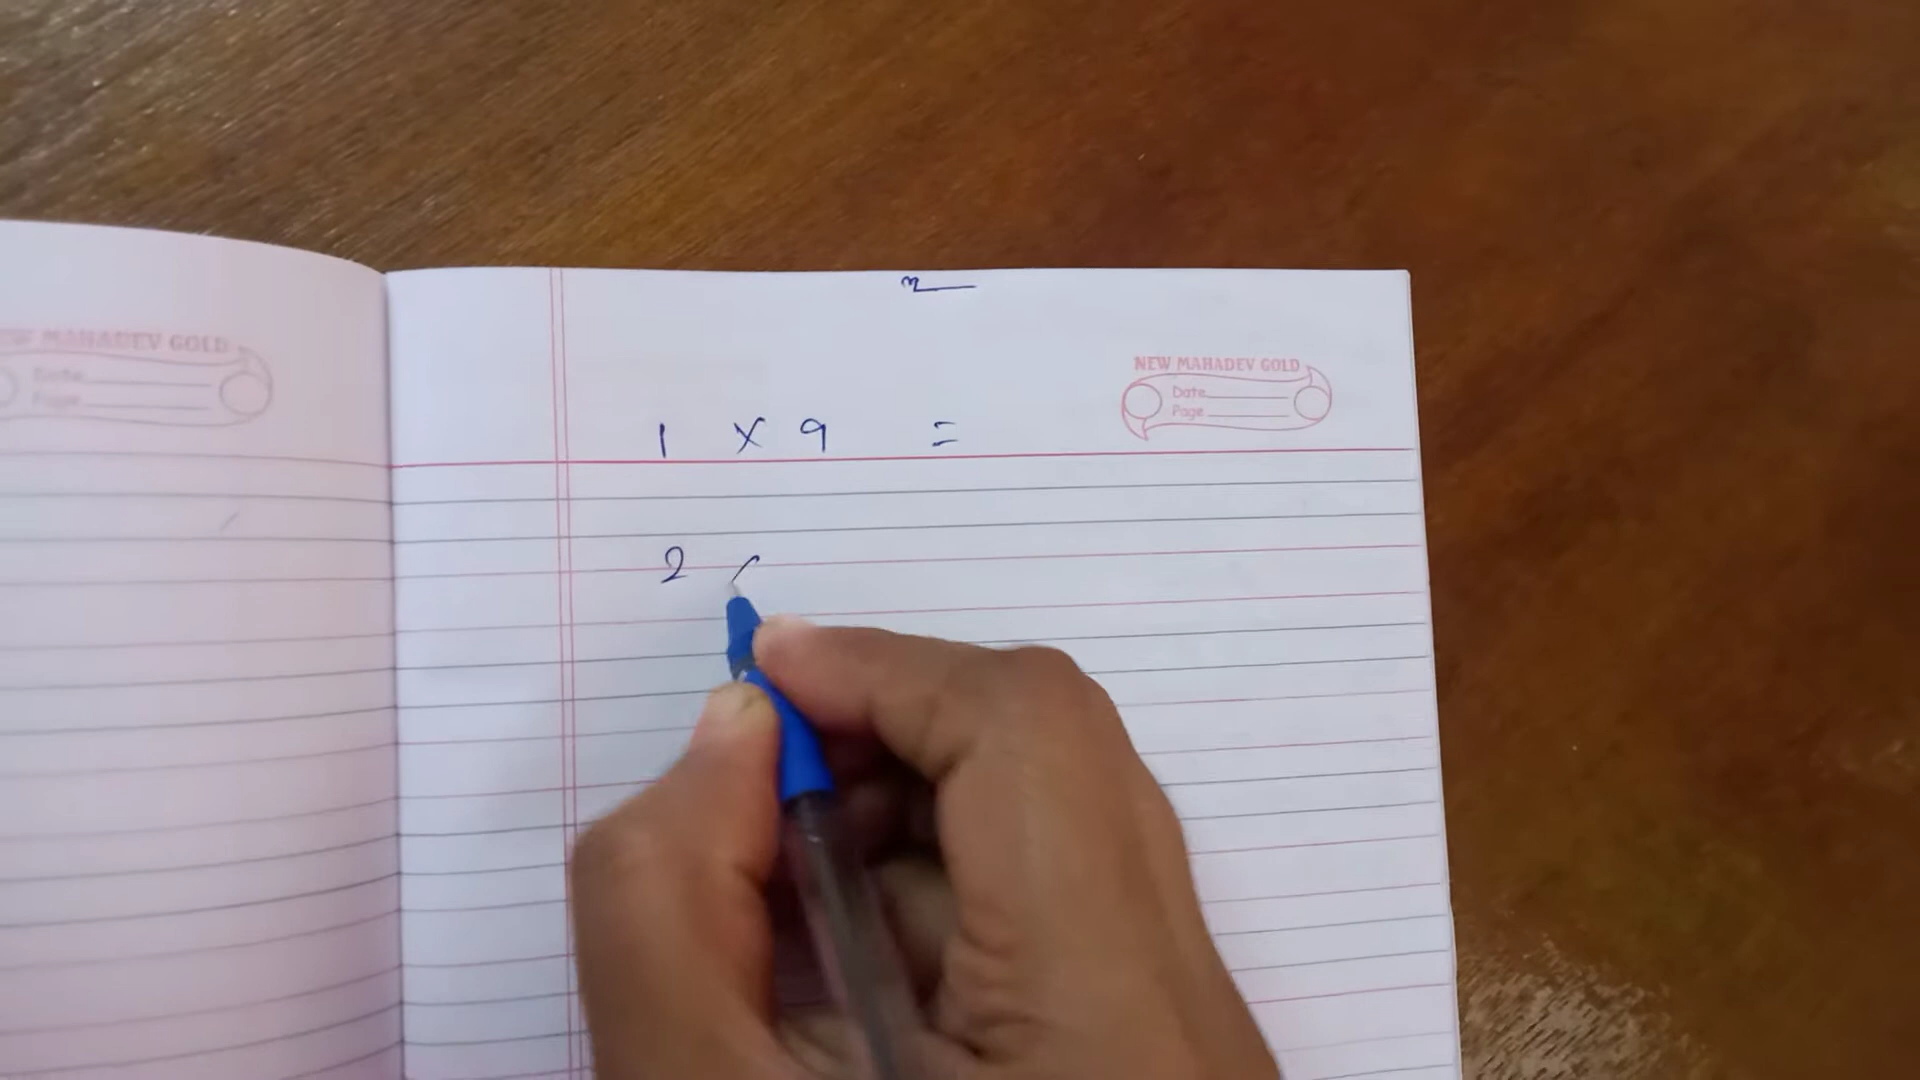 NEW MAHADEV GOLD
Date
Page
NEW MAHADEV GOLD
Date
Page
1 × 9 =
2